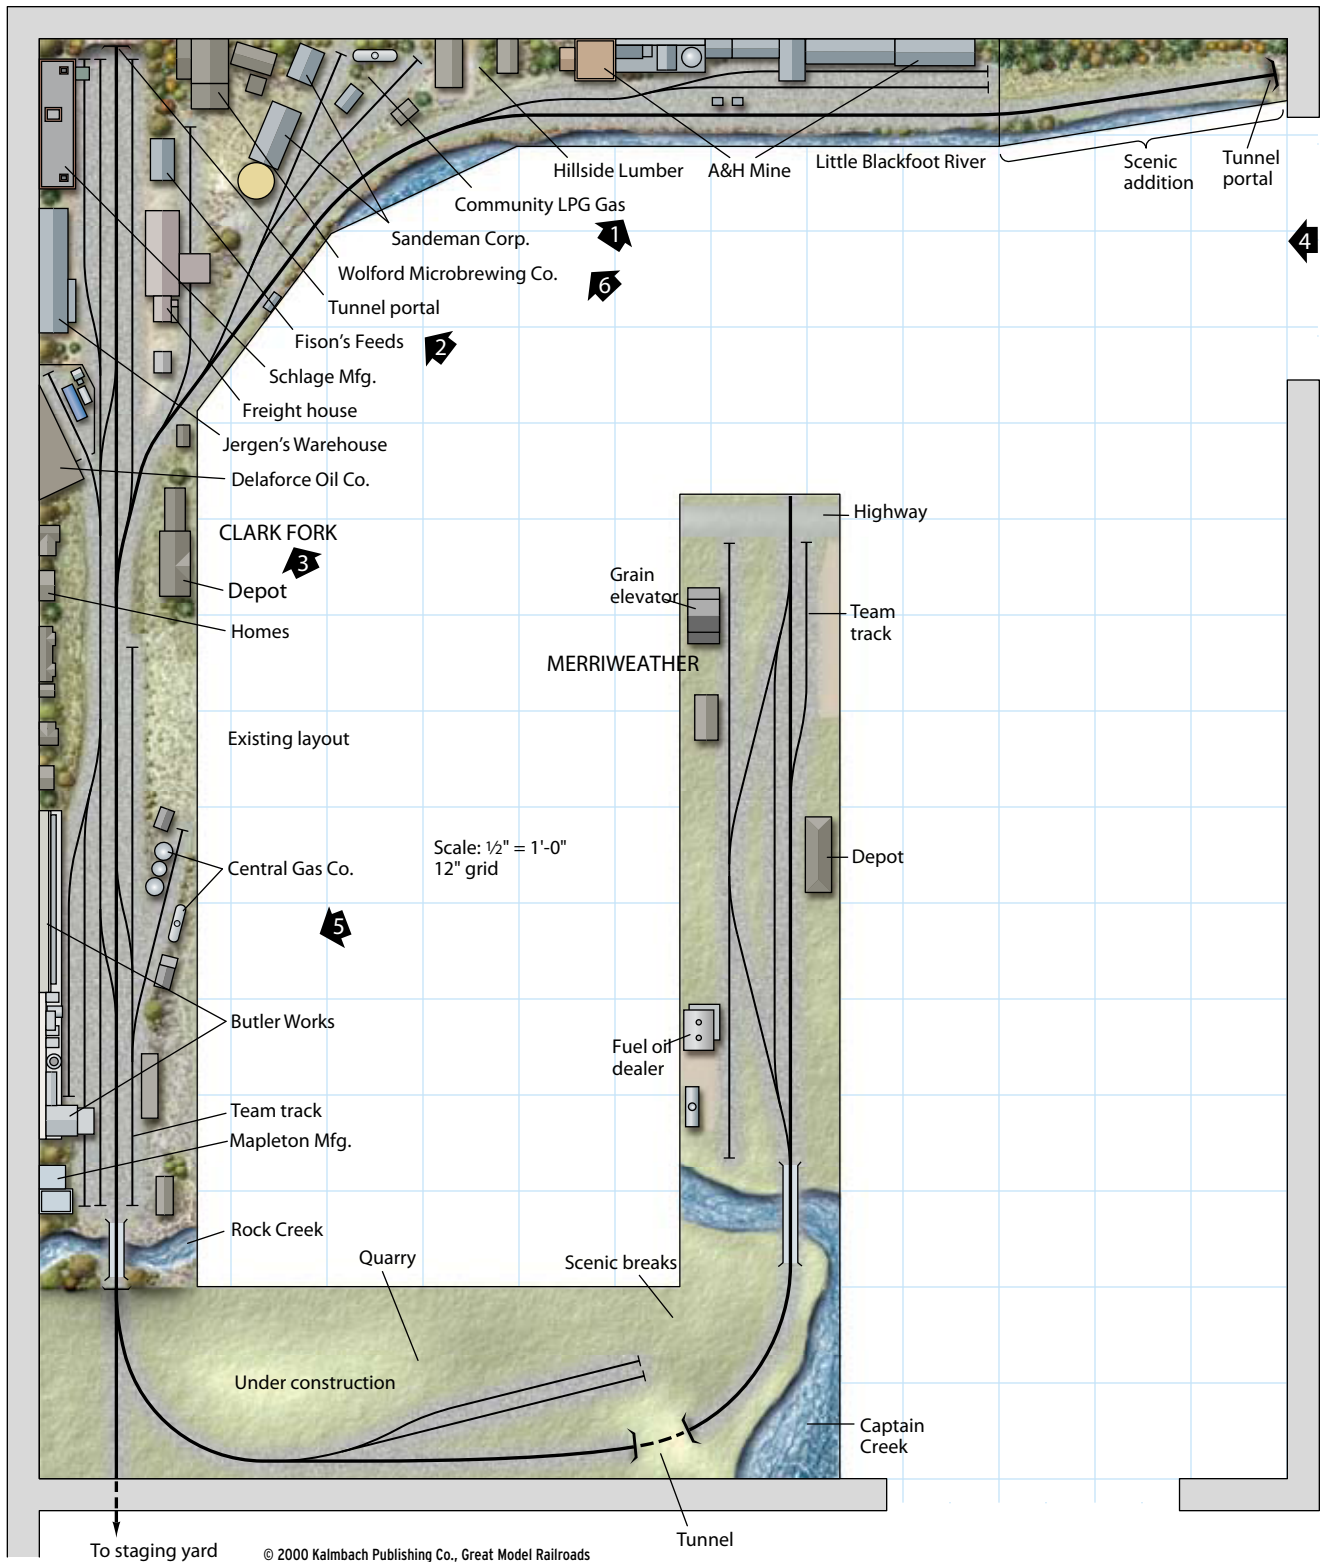 Hillside Lumber
A&H Mine
Little Blackfoot River
Scenic
addition
Tunnel
portal
Community LPG Gas
1
Sandeman Corp.
4
Wolford Microbrewing Co.
6
Tunnel portal
Fison's Feeds
2
Schlage Mfg.
Freight house
Jergen's Warehouse
Delaforce Oil Co.
CLARK FORK
3
Depot
Homes
Highway
Grain
elevator
Team
track
MERRIWEATHER
Existing layout
Scale: ½" = 1'-0"
12" grid
Depot
Central Gas Co.
5
Butler Works
Fuel oil
dealer
Team track
Mapleton Mfg.
Rock Creek
Quarry
Scenic breaks
Under construction
Captain
Creek
Tunnel
To staging yard
© 2000 Kalmbach Publishing Co., Great Model Railroads